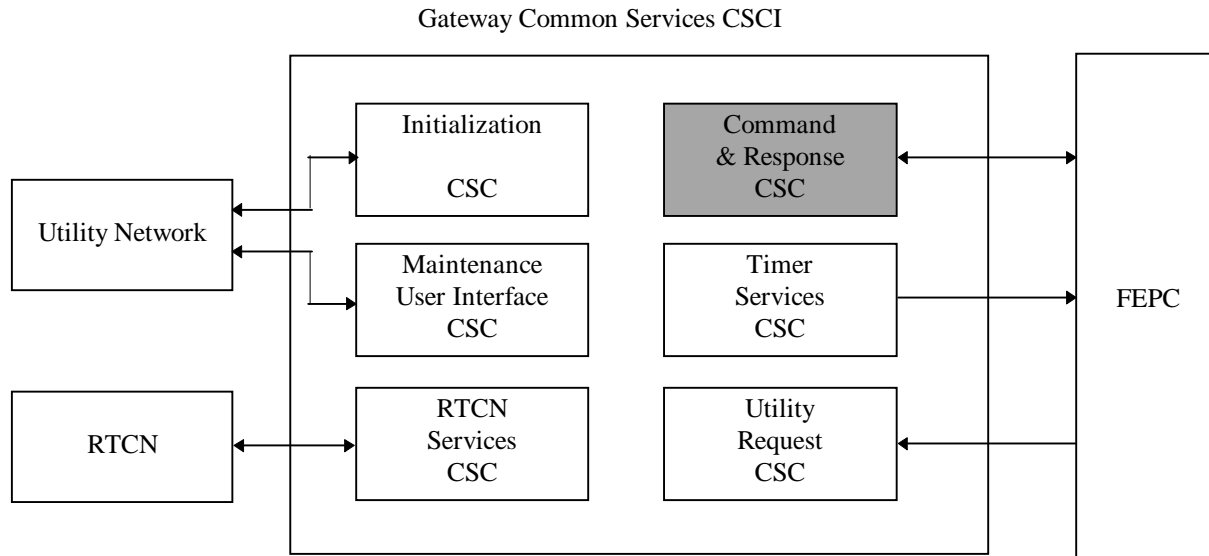 Gateway Common Services CSCI
Initialization
CSC
Command
& Response
CSC
Utility Network
Maintenance
User Interface
CSC
Timer
Services
CSC
FEPC
RTCN
RTCN
Services
CSC
Utility
Request
CSC